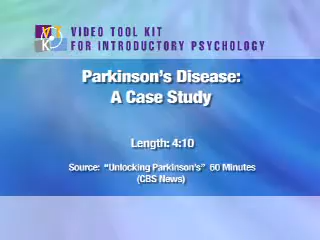 VIDEO TOOL KIT
FOR INTRODUCTORY PSYCHOLOGY
Parkinson's Disease:
A Case Study
Length: 4:10
Source: "Unlocking Parkinson's" 60 Minutes
(CBS News)